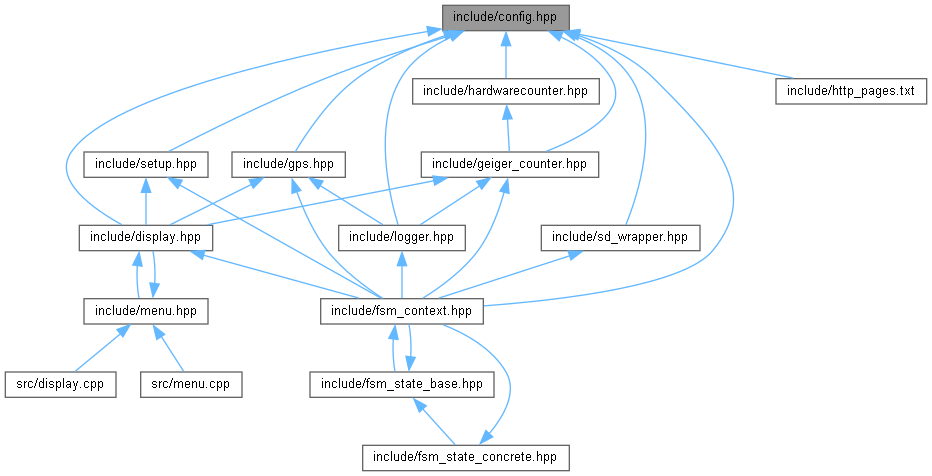 include/config.hpp
include/hardwarecounter.hpp
include/http_pages.txt
include/setup.hpp
include/gps.hpp
include/geiger_counter.hpp
include/display.hpp
include/logger.hpp
include/sd_wrapper.hpp
include/menu.hpp
include/fsm_context.hpp
src/display.cpp
src/menu.cpp
include/fsm_state_base.hpp
include/fsm_state_concrete.hpp